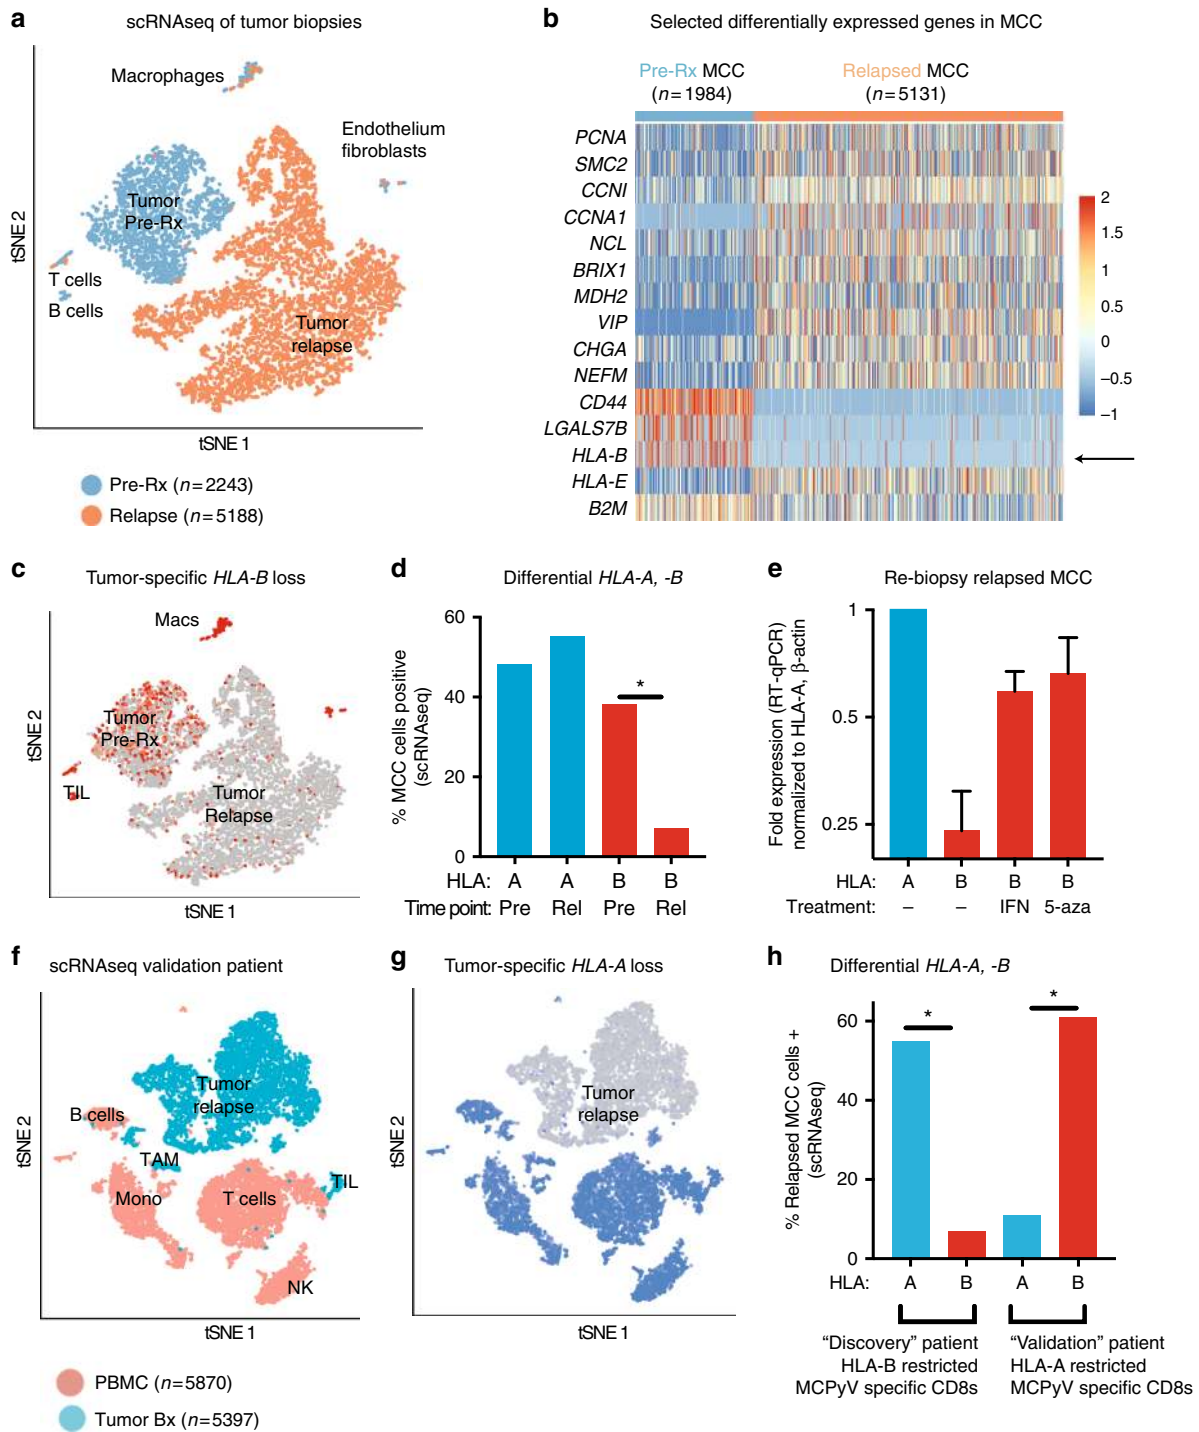 a scRNAseq of tumor biopsies
Macrophages
Endothelium
fibroblasts
Tumor
Pre-Rx
T cells
B cells
Tumor
relapse
tSNE 2
tSNE 1
Pre-Rx (n=2243)
Relapse (n=5188)
b Selected differentially expressed genes in MCC
Pre-Rx MCC
(n=1984)
Relapsed MCC
(n=5131)
PCNA
SMC2
CCNI
CCNA1
NCL
BRIX1
MDH2
VIP
CHGA
NEFM
CD44
LGALS7B
HLA-B
HLA-E
B2M
2
1.5
1
0.5
0
–0.5
–1
c Tumor-specific HLA-B loss
Macs
Tumor
Pre-Rx
TIL
Tumor
Relapse
tSNE 2
tSNE 1
d Differential HLA-A, -B
% MCC cells positive
(scRNAseq)
60
40
20
0
*
HLA: A A B B
Time point: Pre Rel Pre Rel
e Re-biopsy relapsed MCC
Fold expression (RT-qPCR)
normalized to HLA-A, β-actin
1
0.5
0.25
HLA: A B B B
Treatment: – – IFN 5-aza
f scRNAseq validation patient
Tumor
relapse
B cells
TAM
Mono
T cells
TIL
NK
tSNE 2
tSNE 1
PBMC (n=5870)
Tumor Bx (n=5397)
g Tumor-specific HLA-A loss
Tumor
relapse
tSNE 2
tSNE 1
h Differential HLA-A, -B
% Relapsed MCC cells +
(scRNAseq)
60
40
20
0
* *
HLA: A B A B
"Discovery" patient
HLA-B restricted
MCPyV specific CD8s
"Validation" patient
HLA-A restricted
MCPyV specific CD8s